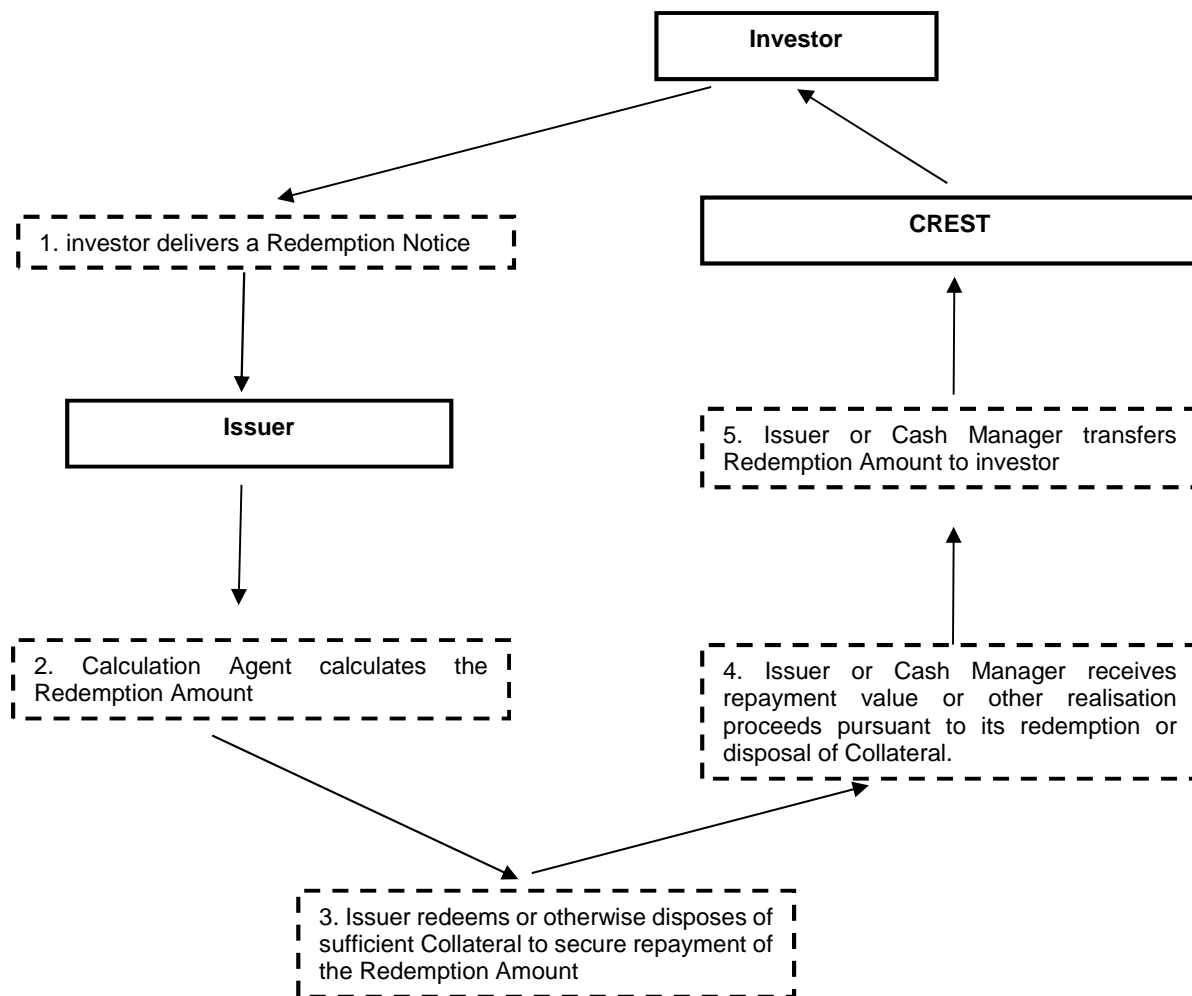 Investor
1. investor delivers a Redemption Notice
CREST
Issuer
5. Issuer or Cash Manager transfers
Redemption Amount to investor
2. Calculation Agent calculates the
Redemption Amount
4. Issuer or Cash Manager receives
repayment value or other realisation
proceeds pursuant to its redemption or
disposal of Collateral.
3. Issuer redeems or otherwise disposes of
sufficient Collateral to secure repayment of
the Redemption Amount